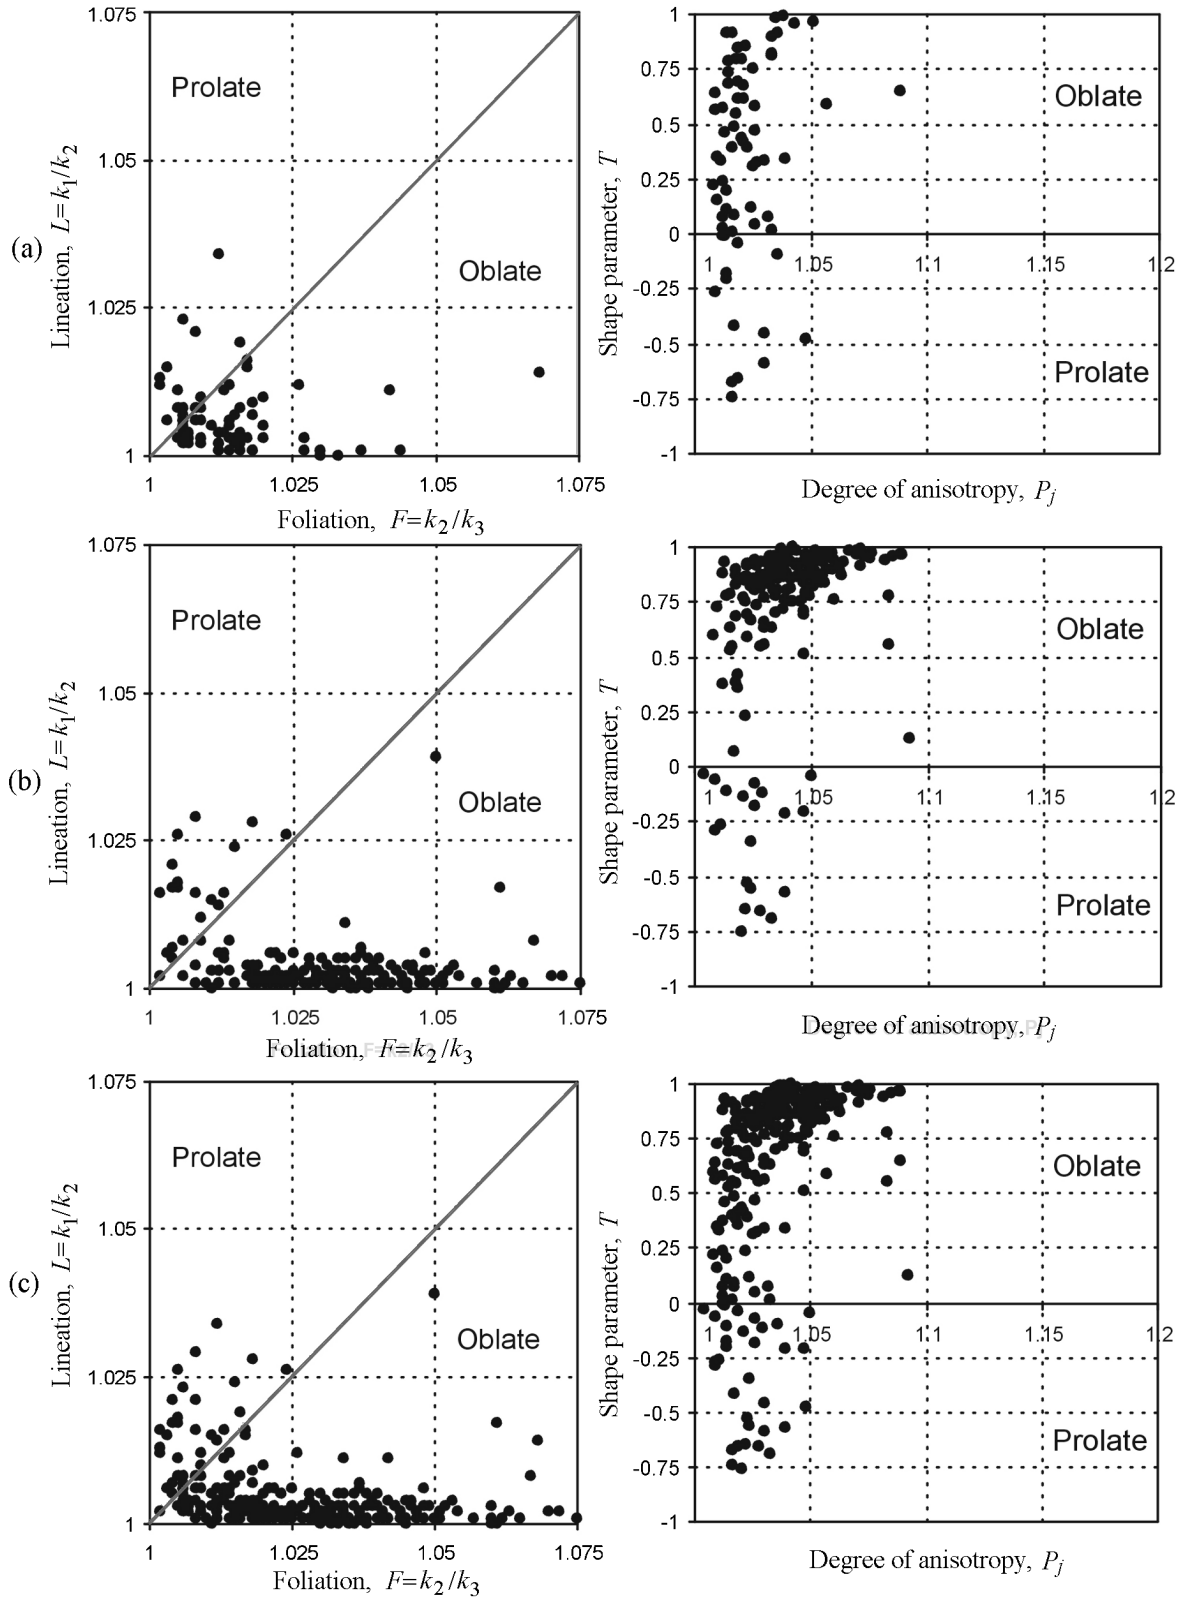 (a)
1.075
1.05
1.025
1
Lineation, L=k1/k2
Prolate
Oblate
1
1.025
1.05
1.075
Foliation, F=k2/k3
1
0.75
0.5
0.25
0
-0.25
-0.5
-0.75
-1
Shape parameter, T
Oblate
1
1.05
1.1
1.15
1.2
Prolate
Degree of anisotropy, Pj
(b)
1.075
1.05
1.025
1
Lineation, L=k1/k2
Prolate
Oblate
1
1.025
1.05
1.075
Foliation, F=k2/k3
1
0.75
0.5
0.25
0
-0.25
-0.5
-0.75
-1
Shape parameter, T
Oblate
1
1.05
1.1
1.15
1.2
Prolate
Degree of anisotropy, Pj
(c)
1.075
1.05
1.025
1
Lineation, L=k1/k2
Prolate
Oblate
1
1.025
1.05
1.075
Foliation, F=k2/k3
1
0.75
0.5
0.25
0
-0.25
-0.5
-0.75
-1
Shape parameter, T
Oblate
1
1.05
1.1
1.15
1.2
Prolate
Degree of anisotropy, Pj